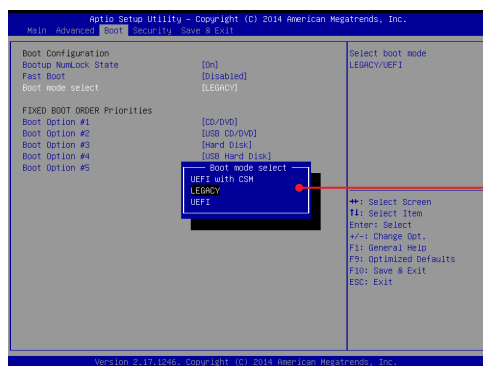 Aptio Setup Utility – Copyright (C) 2014 American Megatrends, Inc.
Main Advanced Boot Security Save & Exit
Boot Configuration
Bootup NumLock State [On]
Fast Boot [Disabled]
Boot mode select [LEGACY]
FIXED BOOT ORDER Priorities
Boot Option #1 [CD/DVD]
Boot Option #2 [USB CD/DVD]
Boot Option #3 [Hard Disk]
Boot Option #4 [USB Hard Disk]
Boot Option #5
Boot mode select
UEFI with CSM
LEGACY
UEFI
Select boot mode
LEGACY/UEFI
→←: Select Screen
↑↓: Select Item
Enter: Select
+/-: Change Opt.
F1: General Help
F9: Optimized Defaults
F10: Save & Exit
ESC: Exit
Version 2.17.1246. Copyright (C) 2014 American Megatrends, Inc.